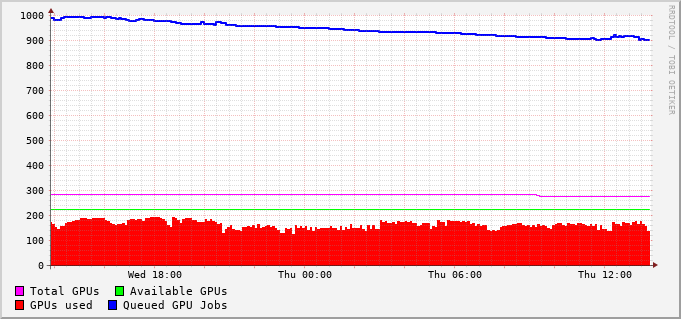 1000
900
800
700
600
500
400
300
200
100
0
Wed 18:00 Thu 00:00 Thu 06:00 Thu 12:00
Total GPUs Available GPUs
GPUs used Queued GPU Jobs
RRDTOOL / TOBI OETIKER